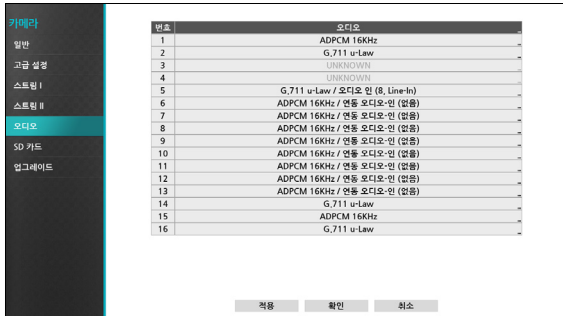 카메라
일반
고급 설정
스트림 I
스트림 II
오디오
SD 카드
업그레이드
번호 오디오
1 ADPCM 16KHz
2 G.711 u-Law
3 UNKNOWN
4 UNKNOWN
5 G.711 u-Law / 오디오 인 (8, Line-In)
6 ADPCM 16KHz / 연동 오디오-인 (없음)
7 ADPCM 16KHz / 연동 오디오-인 (없음)
8 ADPCM 16KHz / 연동 오디오-인 (없음)
9 ADPCM 16KHz / 연동 오디오-인 (없음)
10 ADPCM 16KHz / 연동 오디오-인 (없음)
11 ADPCM 16KHz / 연동 오디오-인 (없음)
12 ADPCM 16KHz / 연동 오디오-인 (없음)
13 ADPCM 16KHz / 연동 오디오-인 (없음)
14 G.711 u-Law
15 ADPCM 16KHz
16 G.711 u-Law
적용 확인 취소